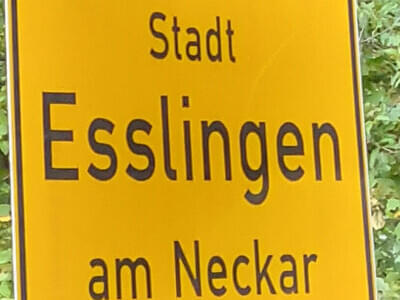 Stadt
Esslingen
am Neckar